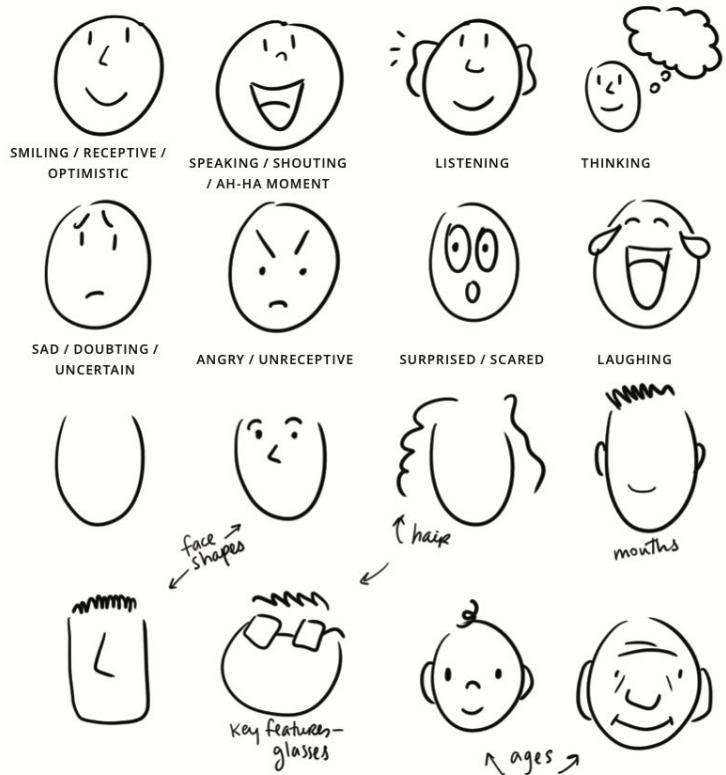 SMILING / RECEPTIVE /
OPTIMISTIC
SPEAKING / SHOUTING
/ AH-HA MOMENT
LISTENING
THINKING
SAD / DOUBTING /
UNCERTAIN
ANGRY / UNRECEPTIVE
SURPRISED / SCARED
LAUGHING
face
shapes
hair
mouths
key features-
glasses
ages